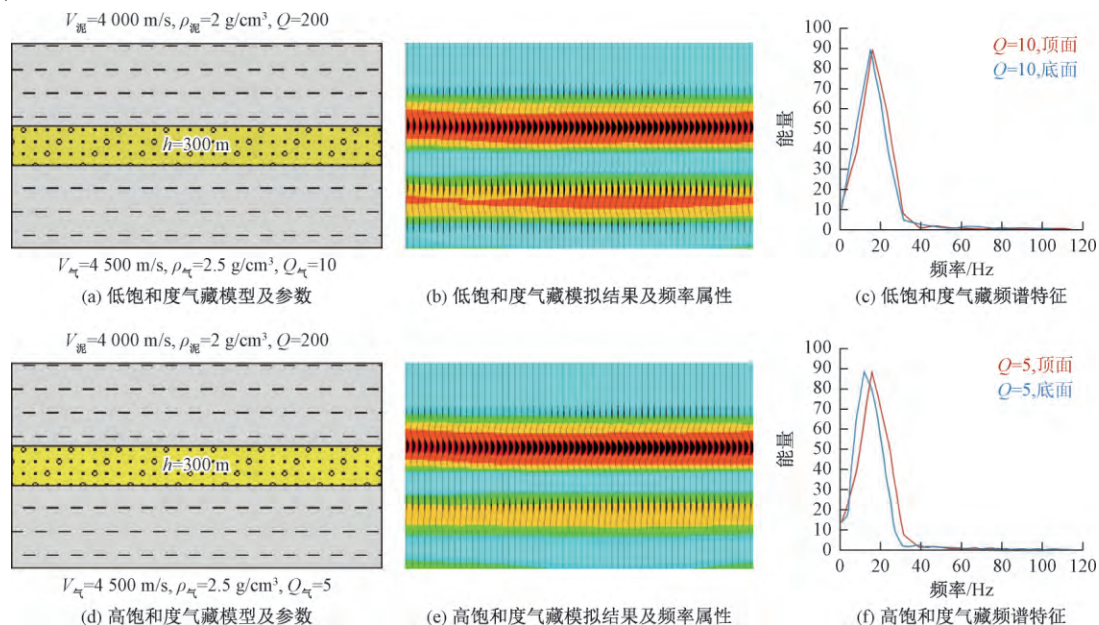 V泥=4 000 m/s, ρ泥=2 g/cm³, Q=200
h=300 m
V气=4 500 m/s, ρ气=2.5 g/cm³, Q气=10
(a) 低饱和度气藏模型及参数
(b) 低饱和度气藏模拟结果及频率属性
Q=10,顶面
Q=10,底面
能量
100
90
80
70
60
50
40
30
20
10
0
0 20 40 60 80 100 120
频率/Hz
(c) 低饱和度气藏频谱特征
V泥=4 000 m/s, ρ泥=2 g/cm³, Q=200
h=300 m
V气=4 500 m/s, ρ气=2.5 g/cm³, Q气=5
(d) 高饱和度气藏模型及参数
(e) 高饱和度气藏模拟结果及频率属性
Q=5,顶面
Q=5,底面
能量
100
90
80
70
60
50
40
30
20
10
0
0 20 40 60 80 100 120
频率/Hz
(f) 高饱和度气藏频谱特征